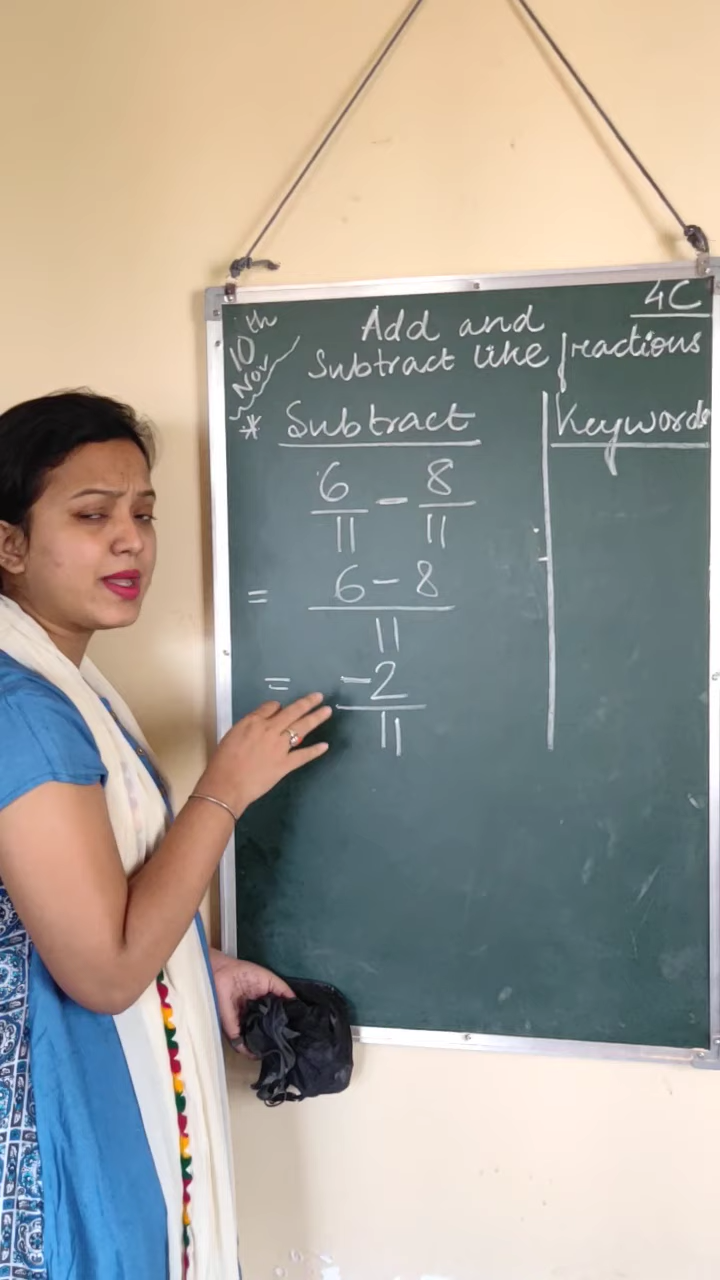 4C
10th
Nov
Add and
Subtract like fractions
* Subtract
Keywords
6/11 - 8/11
= 6 - 8/11
= -2/11